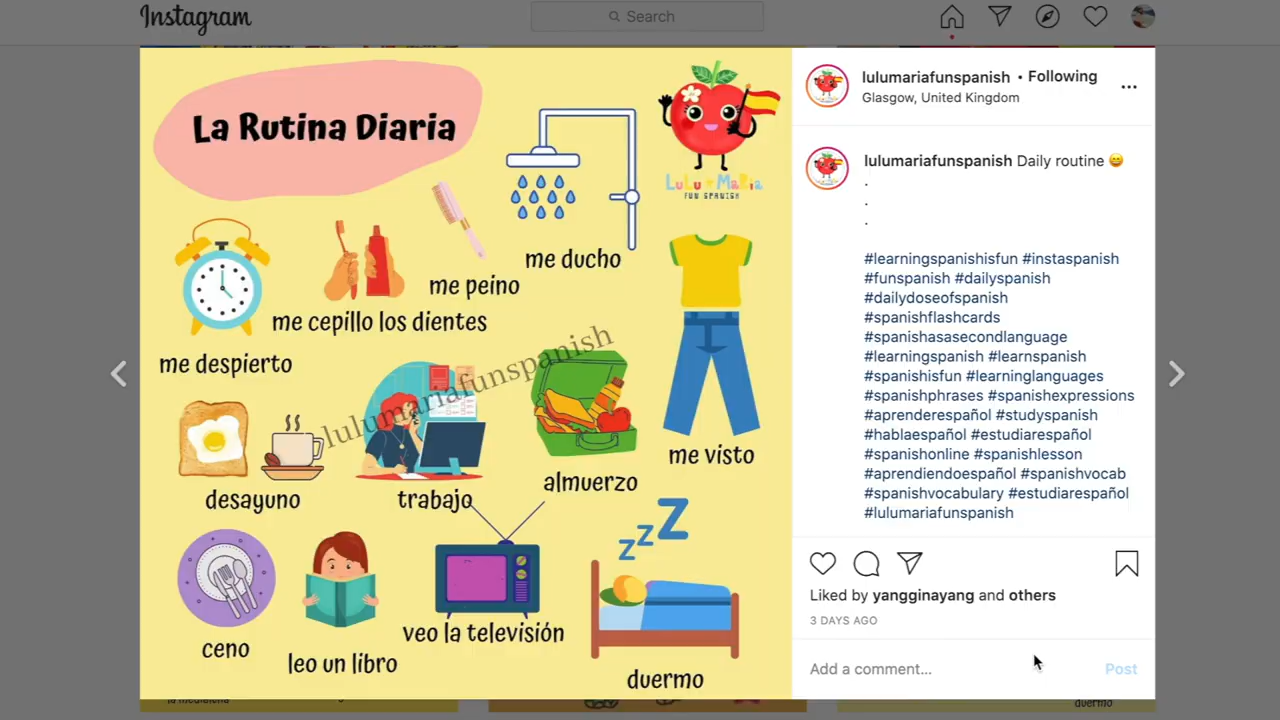 Instagram
Search
La Rutina Diaria
LuLu y MaRia
FUN SPANISH
me ducho
me peino
me cepillo los dientes
me despierto
lulumariafunspanish
me visto
desayuno
trabajo
almuerzo
ceno
leo un libro
veo la televisión
zzZ
duermo
lulumariafunspanish • Following
Glasgow, United Kingdom
lulumariafunspanish Daily routine 😄
.
.
.
#learningspanishisfun #instaspanish
#funspanish #dailyspanish
#dailydoseofspanish
#spanishflashcards
#spanishasasecondlanguage
#learningspanish #learnspanish
#spanishisfun #learninglanguages
#spanishphrases #spanishexpressions
#aprenderespañol #studyspanish
#hablaespañol #estudiarespañol
#spanishonline #spanishlesson
#aprendiendoespañol #spanishvocab
#spanishvocabulary #estudiarespañol
#lulumariafunspanish
Liked by yangginayang and others
3 DAYS AGO
Add a comment...
Post
duermo